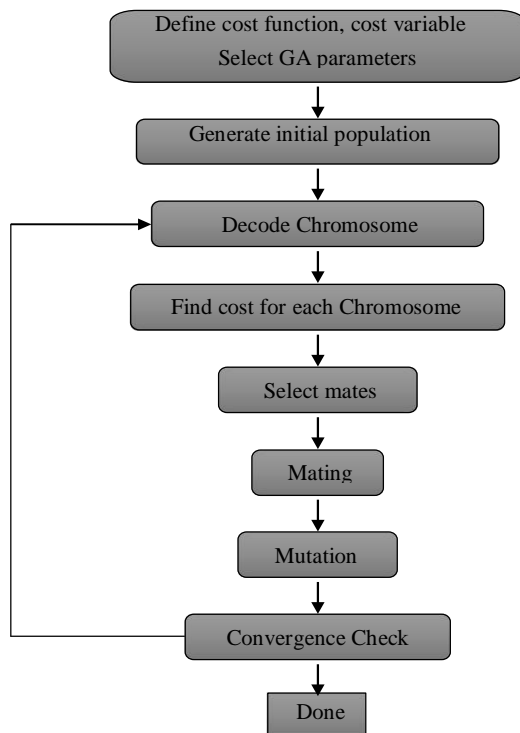 Define cost function, cost variable
Select GA parameters
Generate initial population
Decode Chromosome
Find cost for each Chromosome
Select mates
Mating
Mutation
Convergence Check
Done